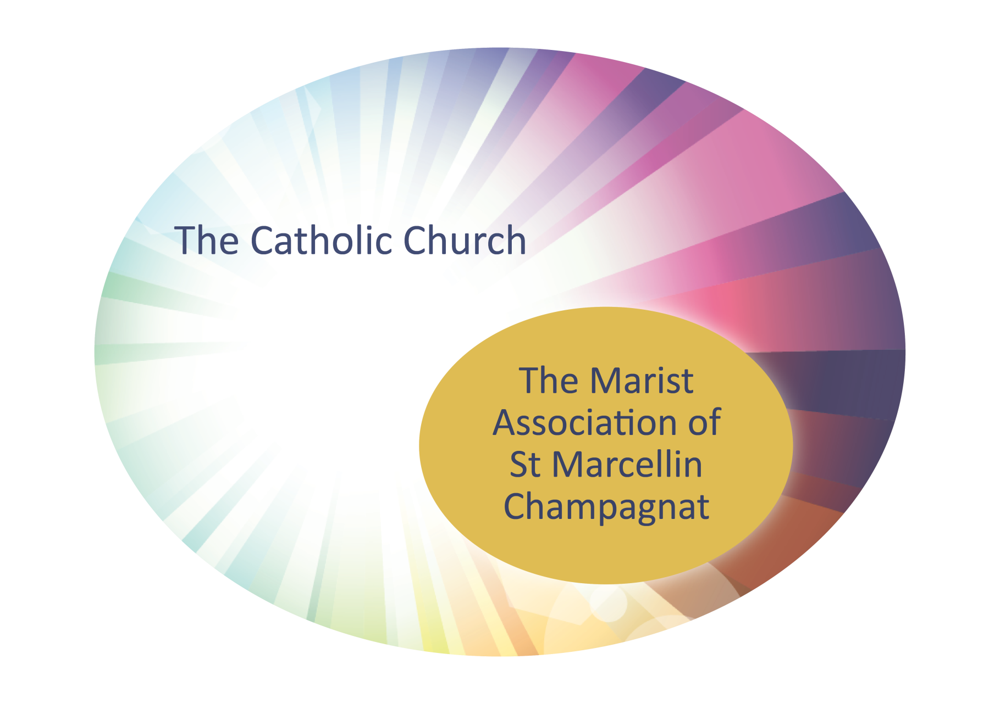 The Catholic Church
The Marist
Association of
St Marcellin
Champagnat